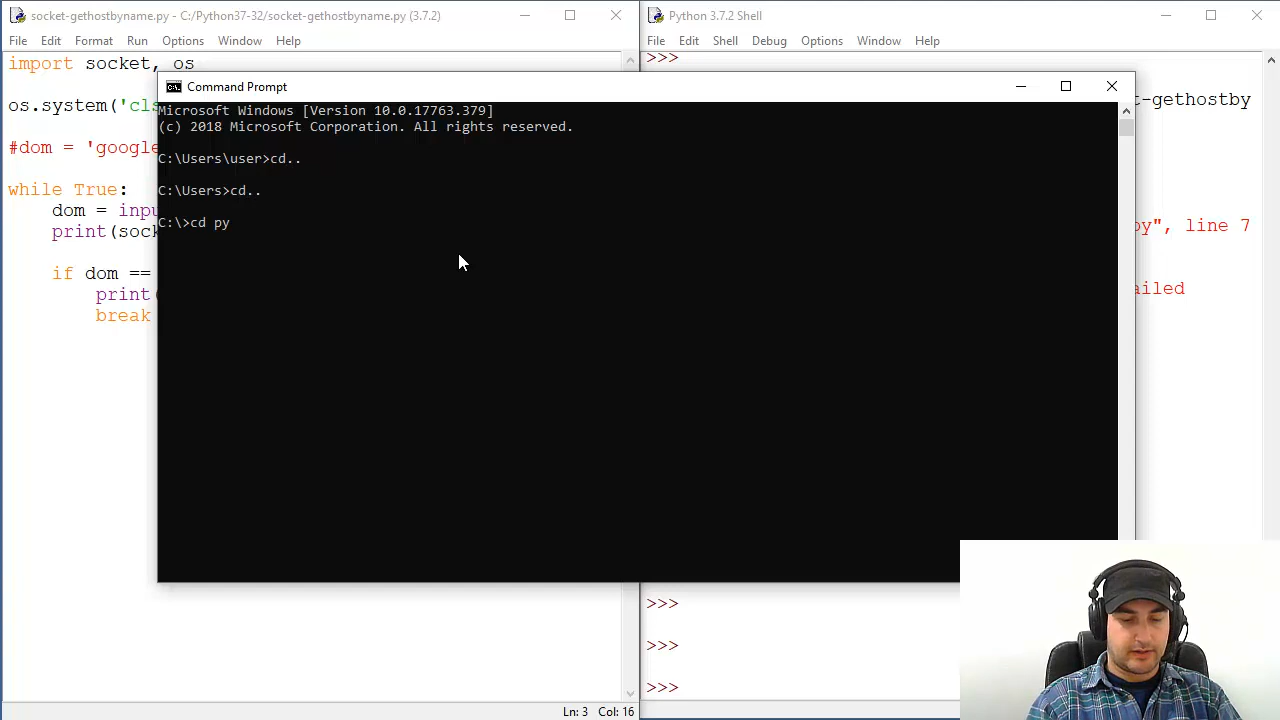 socket-gethostbyname.py - C:/Python37-32/socket-gethostbyname.py (3.7.2)
File Edit Format Run Options Window Help
import socket, os
os.system('cls
#dom = 'google
while True:
dom = inpu
print(sock
if dom ==
print(
break
Python 3.7.2 Shell
File Edit Shell Debug Options Window Help
>>>
t-gethostby
py", line 7
ailed
>>>
>>>
>>>
Command Prompt
Microsoft Windows [Version 10.0.17763.379]
(c) 2018 Microsoft Corporation. All rights reserved.
C:\Users\user>cd..
C:\Users>cd..
C:\>cd py
Ln: 3 Col: 16